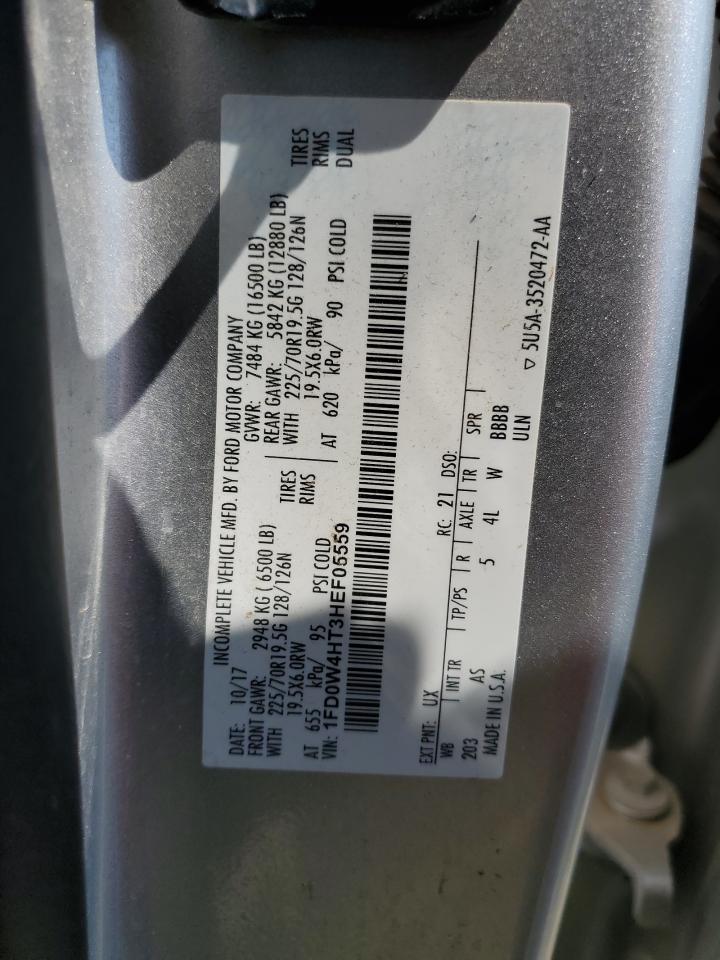 INCOMPLETE VEHICLE MFD. BY FORD MOTOR COMPANY
DATE: 10/17 GVWR: 7484 KG (16500 LB)
FRONT GAWR: 2948 KG ( 6500 LB) REAR GAWR: 5842 KG (12880 LB)
WITH 225/70R19.5G 128/126N TIRES WITH 225/70R19.5G 128/126N TIRES
19.5X6.0RW RIMS 19.5X6.0RW RIMS
AT 655 kPa/ 95 PSI COLD AT 620 kPa/ 90 PSI COLD DUAL
VIN: 1FD0W4HT3HEF05559
EXT PNT: UX RC: 21 DSO:
WB INT TR TP/PS R AXLE TR SPR
203 AS 5 4L W BBBB
MADE IN U.S.A. ULN
▽ 5U5A-3520472-AA